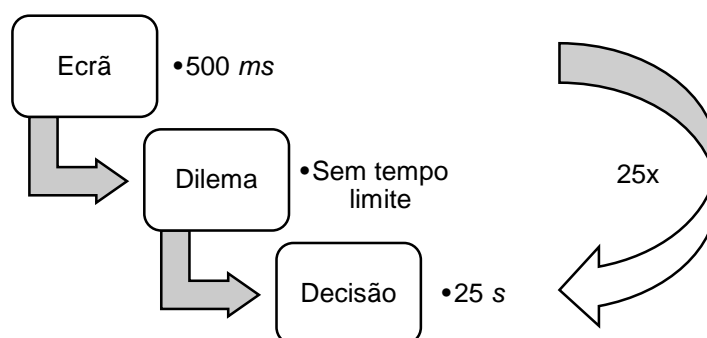 Ecrã
•500 ms
Dilema
•Sem tempo
limite
25x
Decisão
•25 s